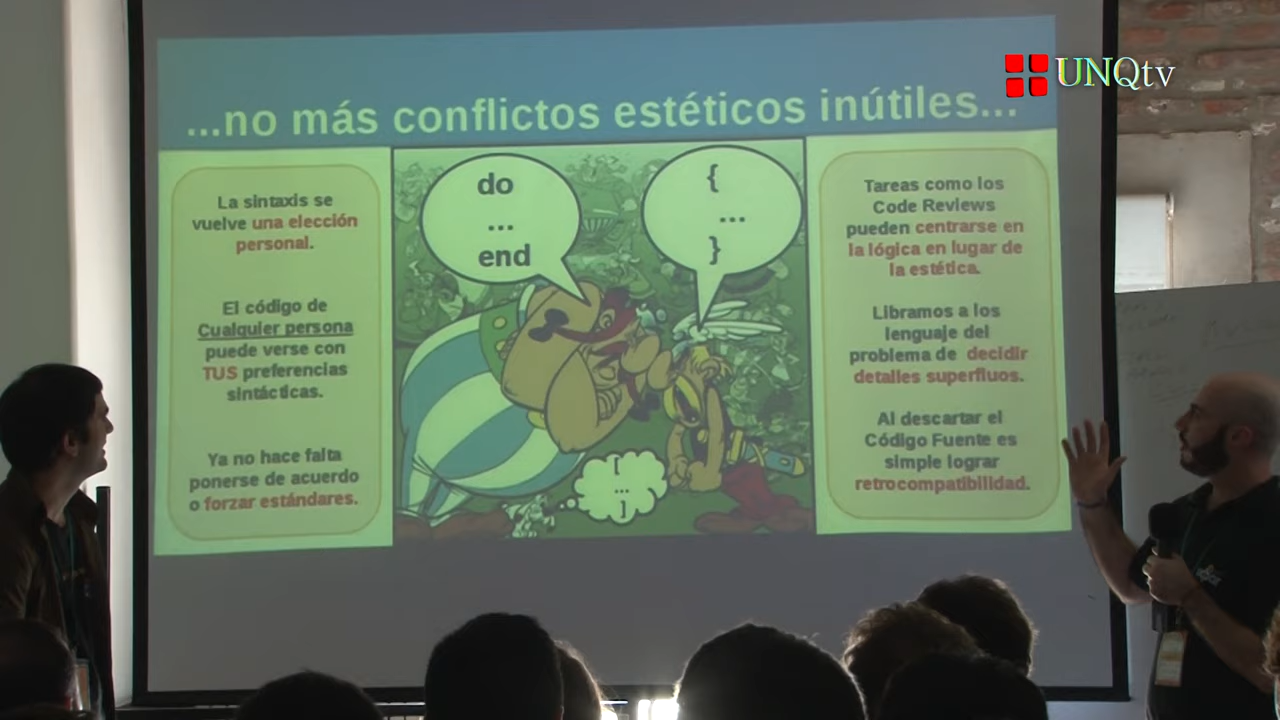 UNQtv
...no más conflictos estéticos inútiles...
La sintaxis se
vuelve una elección
personal.
El código de
Cualquier persona
puede verse con
TUS preferencias
sintácticas.
Ya no hace falta
ponerse de acuerdo
o forzar estándares.
do
...
end
{
...
}
[
...
]
Tareas como los
Code Reviews
pueden centrarse en
la lógica en lugar de
la estética.
Libramos a los
lenguaje del
problema de decidir
detalles superfluos.
Al descartar el
Código Fuente es
simple lograr
retrocompatibilidad.